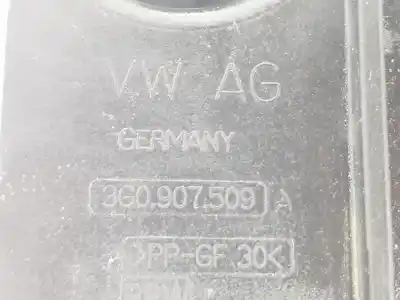 VW AG
GERMANY
3G0.907.509 A
>PP-GF 30<